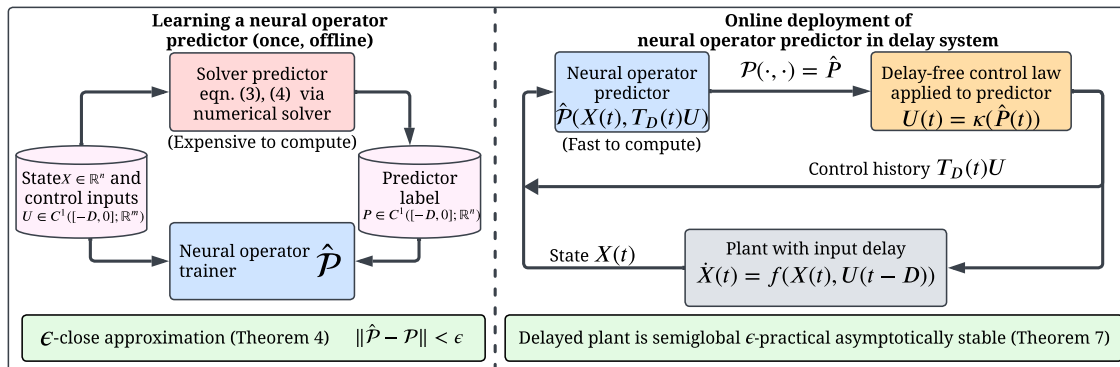 Learning a neural operator
predictor (once, offline)
Solver predictor
eqn. (3), (4) via
numerical solver
(Expensive to compute)
State X ∈ ℝⁿ and
control inputs
U ∈ C¹([−D, 0]; ℝᵐ)
Predictor
label
P ∈ C¹([−D, 0]; ℝⁿ)
Neural operator
trainer 𝒫̂
ϵ-close approximation (Theorem 4) ‖𝒫̂ − 𝒫‖ < ϵ
Online deployment of
neural operator predictor in delay system
Neural operator
predictor
𝒫̂(X(t), T_D(t)U)
(Fast to compute)
𝒫(·, ·) = P̂
Delay-free control law
applied to predictor
U(t) = κ(P̂(t))
Control history T_D(t)U
State X(t)
Plant with input delay
Ẋ(t) = f(X(t), U(t − D))
Delayed plant is semiglobal ϵ-practical asymptotically stable (Theorem 7)